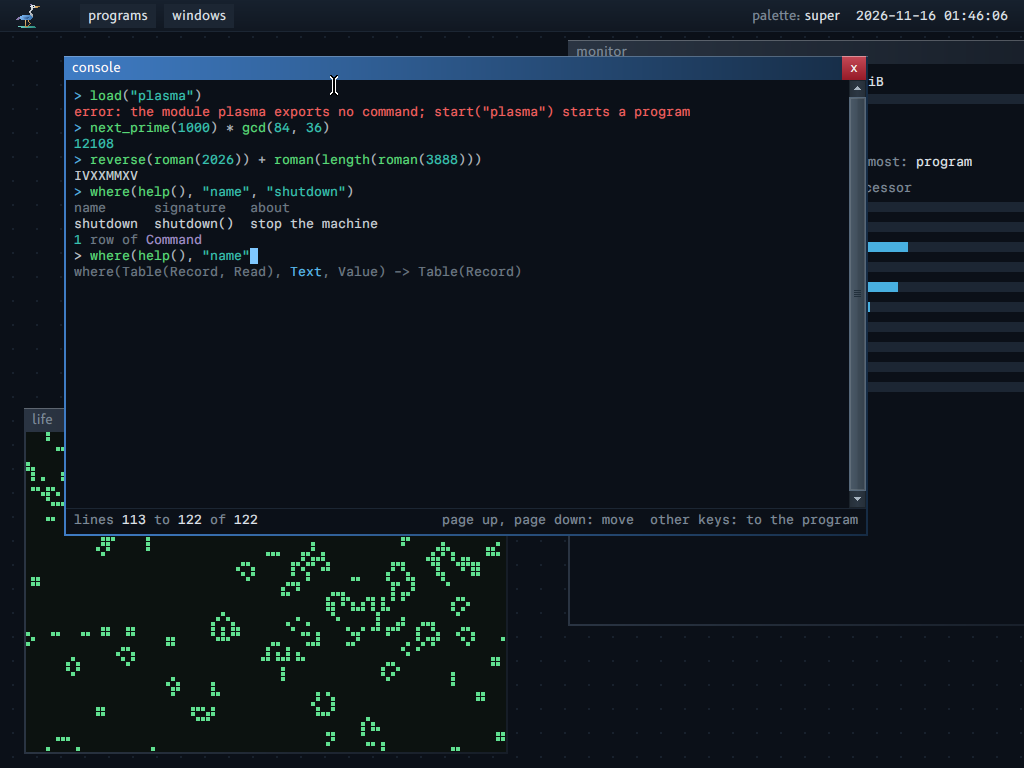 programs windows palette: super 2026-11-16 01:46:06
monitor
console x
iB
> load("plasma")
error: the module plasma exports no command; start("plasma") starts a program
> next_prime(1000) * gcd(84, 36)
12108
> reverse(roman(2026)) + roman(length(roman(3888)))
most: program
IVXXMMXV
cessor
> where(help(), "name", "shutdown")
name signature about
shutdown shutdown() stop the machine
1 row of Command
> where(help(), "name"
where(Table(Record, Read), Text, Value) -> Table(Record)
life
lines 113 to 122 of 122 page up, page down: move other keys: to the program